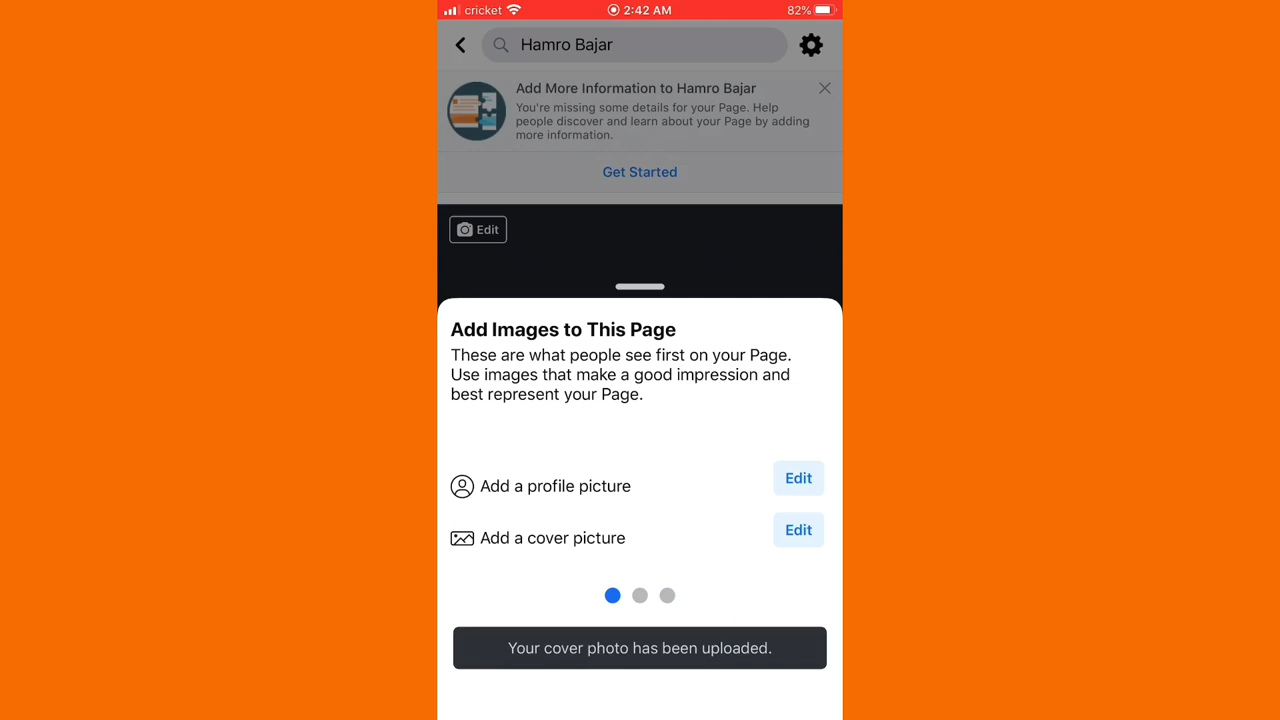 cricket 2:42 AM 82%
Hamro Bajar
Add More Information to Hamro Bajar
You're missing some details for your Page. Help
people discover and learn about your Page by adding
more information.
Get Started
Edit
Add Images to This Page
These are what people see first on your Page.
Use images that make a good impression and
best represent your Page.
Add a profile picture Edit
Add a cover picture Edit
Your cover photo has been uploaded.